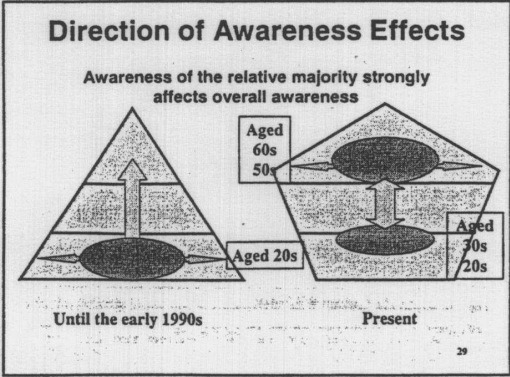 Direction of Awareness Effects
Awareness of the relative majority strongly
affects overall awareness
Aged
60s
50s
Aged 20s
Aged
30s
20s
Until the early 1990s
Present
29